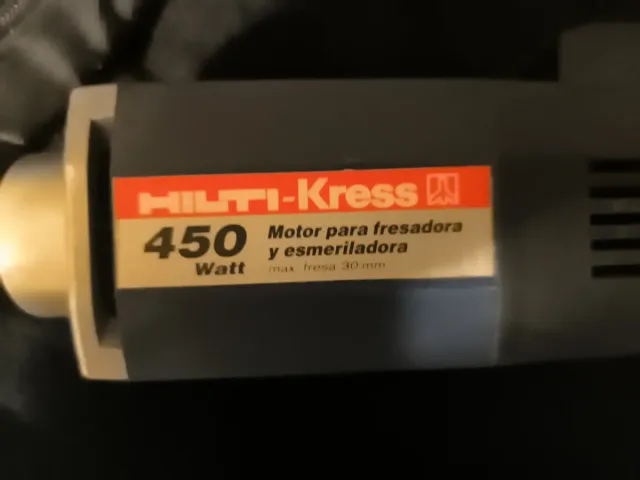 HILTI-Kress
450 Watt
Motor para fresadora
y esmeriladora
max. fresa 30 mm